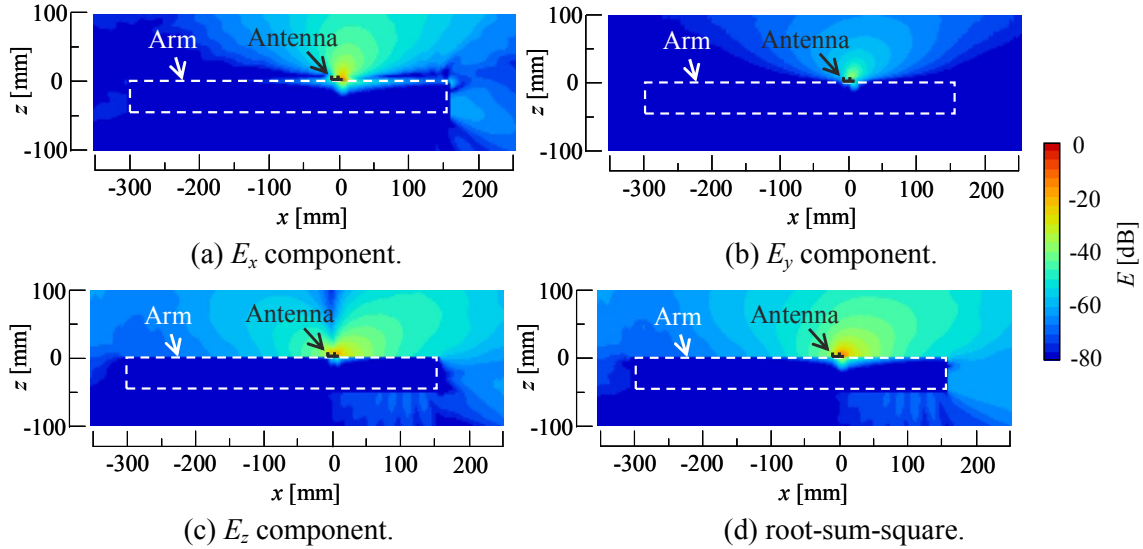 100
0
-100
z [mm]
Arm
Antenna
-300
-200
-100
0
100
200
x [mm]
(a) Ex component.
100
0
-100
z [mm]
Arm
Antenna
-300
-200
-100
0
100
200
x [mm]
(b) Ey component.
100
0
-100
z [mm]
Arm
Antenna
-300
-200
-100
0
100
200
x [mm]
(c) Ez component.
100
0
-100
z [mm]
Arm
Antenna
-300
-200
-100
0
100
200
x [mm]
(d) root-sum-square.
0
-20
-40
-60
-80
E [dB]